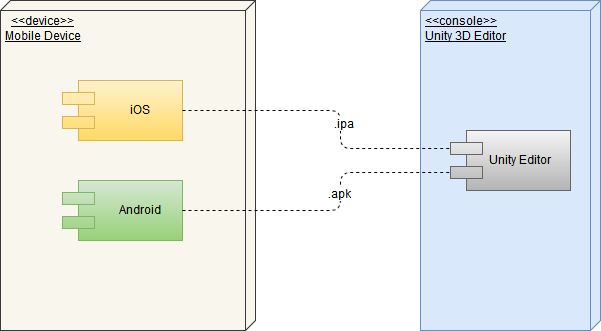 <<device>>
Mobile Device
iOS
Android
.ipa
.apk
<<console>>
Unity 3D Editor
Unity Editor